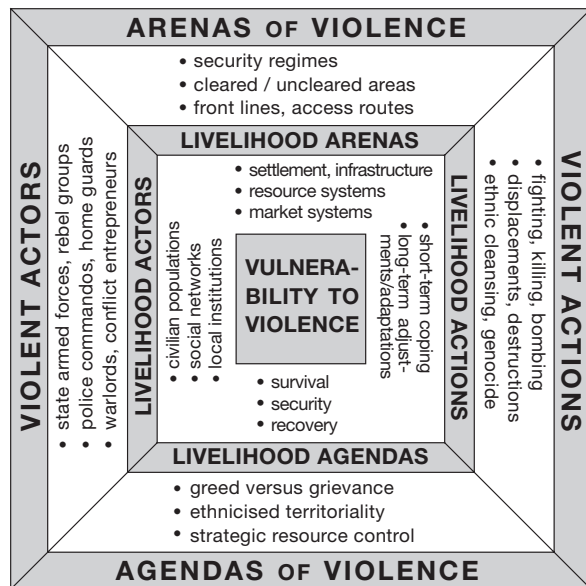 ARENAS OF VIOLENCE
• security regimes
• cleared / uncleared areas
• front lines, access routes
VIOLENT ACTORS
• state armed forces, rebel groups
• police commandos, home guards
• warlords, conflict entrepreneurs
LIVELIHOOD ARENAS
• settlement, infrastructure
• resource systems
• market systems
LIVELIHOOD ACTORS
• civilian populations
• social networks
• local institutions
VULNERA-
BILITY TO
VIOLENCE
• short-term coping
• long-term adjust-
ments/adaptations
LIVELIHOOD ACTIONS
• survival
• security
• recovery
LIVELIHOOD AGENDAS
• fighting, killing, bombing
• displacements, destructions
• ethnic cleansing, genocide
VIOLENT ACTIONS
• greed versus grievance
• ethnicised territoriality
• strategic resource control
AGENDAS OF VIOLENCE